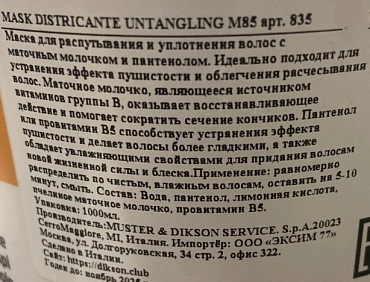 MASK DISTRICANTE UNTANGLING M85 арт. 835
Маска для распутывания и уплотнения волос с
маточным молочком и пантенолом. Идеально подходит для
устранения эффекта пушистости и облегчения расчесывания
волос. Маточное молочко, являющееся источником
витаминов группы В, оказывает восстанавливающее
действие и помогает сократить сечение кончиков. Пантенол
или провитамин В5 способствует устранения эффекта
пушистости и делает волосы более гладкими, а также
обладает увлажняющими свойствами для придания волосам
новой жизненной силы и блеска.Применение: равномерно
распределить по чистым, влажным волосам, оставить на 5-10
минут, смыть. Состав: Вода, пантенол, лимонная кислота,
пчелиное маточное молочко, провитамин В5.
Упаковка: 1000мл.
Производитель:MUSTER & DIKSON SERVICE. S.p.A.20023
CerroMaggiore, MI, Италия. Импортёр: ООО «ЭКСИМ 77»
Москва, ул. Долгоруковская, 34 стр. 2, офис 322.
Сделано в Италии.
Сайт: https://dikson.club
Годен до: ноябрь